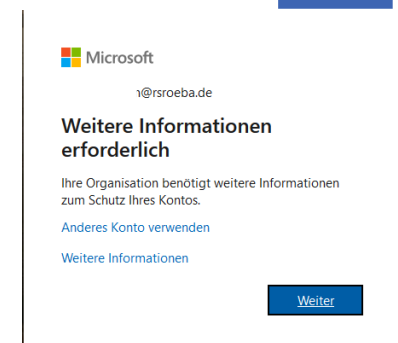 Microsoft
@rsroeba.de
Weitere Informationen
erforderlich
Ihre Organisation benötigt weitere Informationen
zum Schutz Ihres Kontos.
Anderes Konto verwenden
Weitere Informationen
Weiter